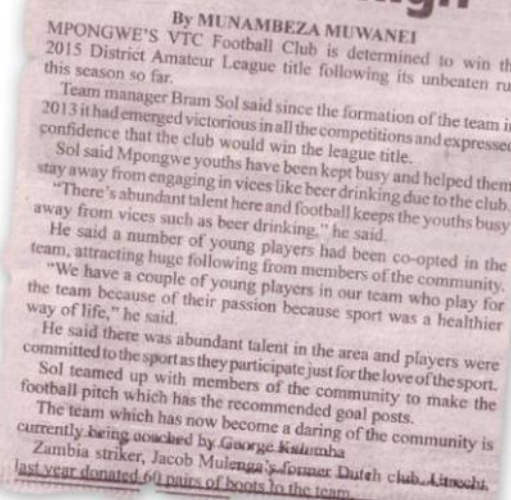 By MUNAMBEZA MUWANEI
MPONGWE'S VTC Football Club is determined to win th
2015 District Amateur League title following its unbeaten ru
this season so far.
Team manager Bram Sol said since the formation of the team i
2013 it had emerged victorious in all the competitions and expressed
confidence that the club would win the league title.
Sol said Mpongwe youths have been kept busy and helped them
stay away from engaging in vices like beer drinking due to the club.
"There's abundant talent here and football keeps the youths busy
away from vices such as beer drinking," he said.
He said a number of young players had been co-opted in the
team, attracting huge following from members of the community.
"We have a couple of young players in our team who play for
the team because of their passion because sport was a healthier
way of life," he said.
He said there was abundant talent in the area and players were
committed to the sport as they participate just for the love of the sport.
Sol teamed up with members of the community to make the
football pitch which has the recommended goal posts.
The team which has now become a daring of the community is
currently being coached by George Kalumba
Zambia striker, Jacob Mulenga's former Dutch club, Utrecht,
last year donated 60 pairs of boots to the team.